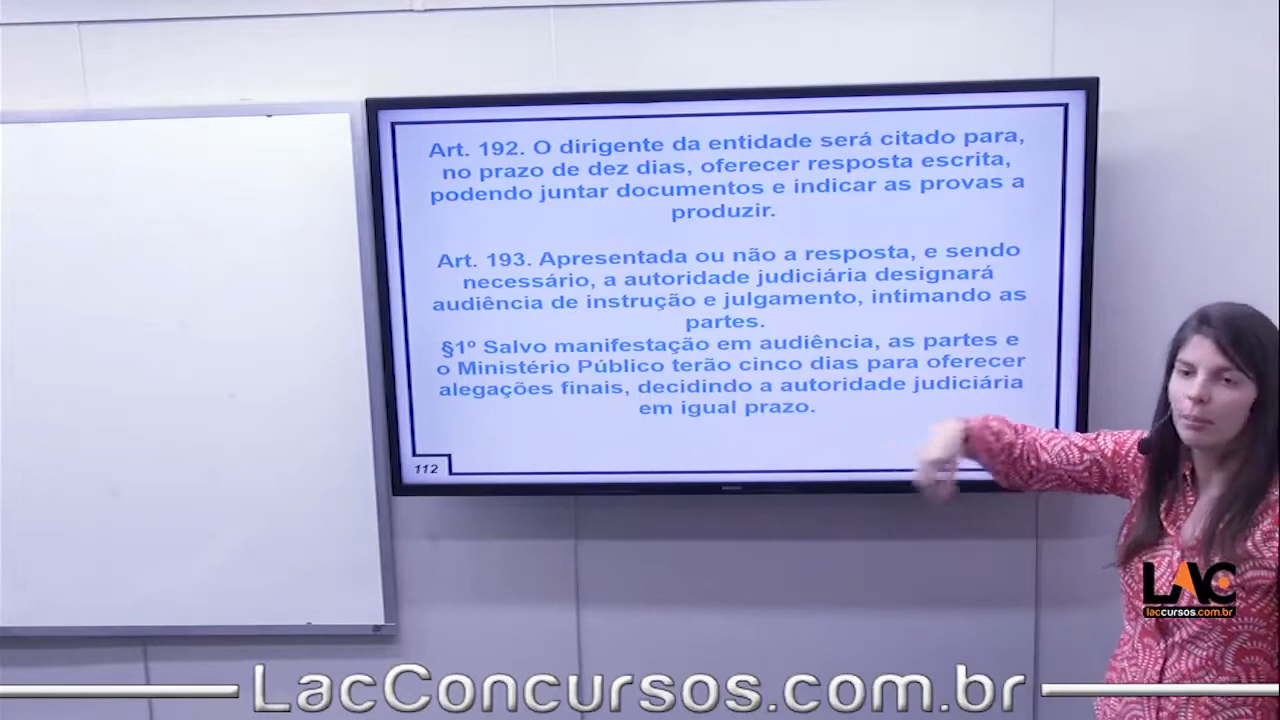 Art. 192. O dirigente da entidade será citado para,
no prazo de dez dias, oferecer resposta escrita,
podendo juntar documentos e indicar as provas a
produzir.
Art. 193. Apresentada ou não a resposta, e sendo
necessário, a autoridade judiciária designará
audiência de instrução e julgamento, intimando as
partes.
§1º Salvo manifestação em audiência, as partes e
o Ministério Público terão cinco dias para oferecer
alegações finais, decidindo a autoridade judiciária
em igual prazo.
112
LAC
laccursos.com.br
LacConcursos.com.br